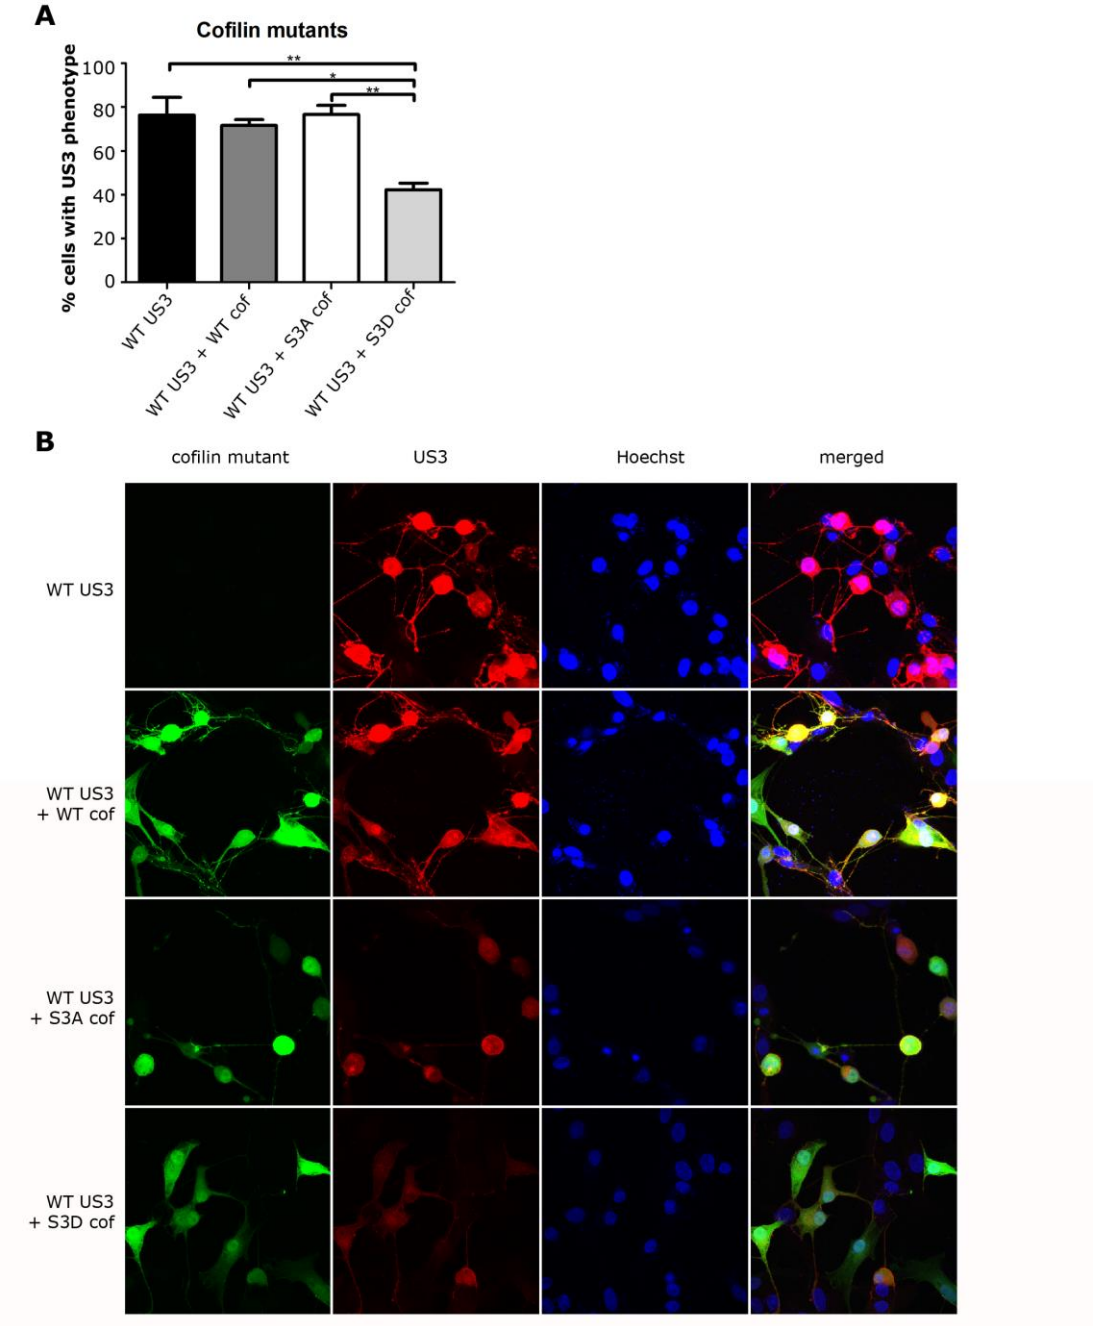 A
Cofilin mutants
% cells with US3 phenotype
100
80
60
40
20
0
**
*
**
WT US3
WT US3 + WT cof
WT US3 + S3A cof
WT US3 + S3D cof
B
cofilin mutant
US3
Hoechst
merged
WT US3
WT US3
+ WT cof
WT US3
+ S3A cof
WT US3
+ S3D cof